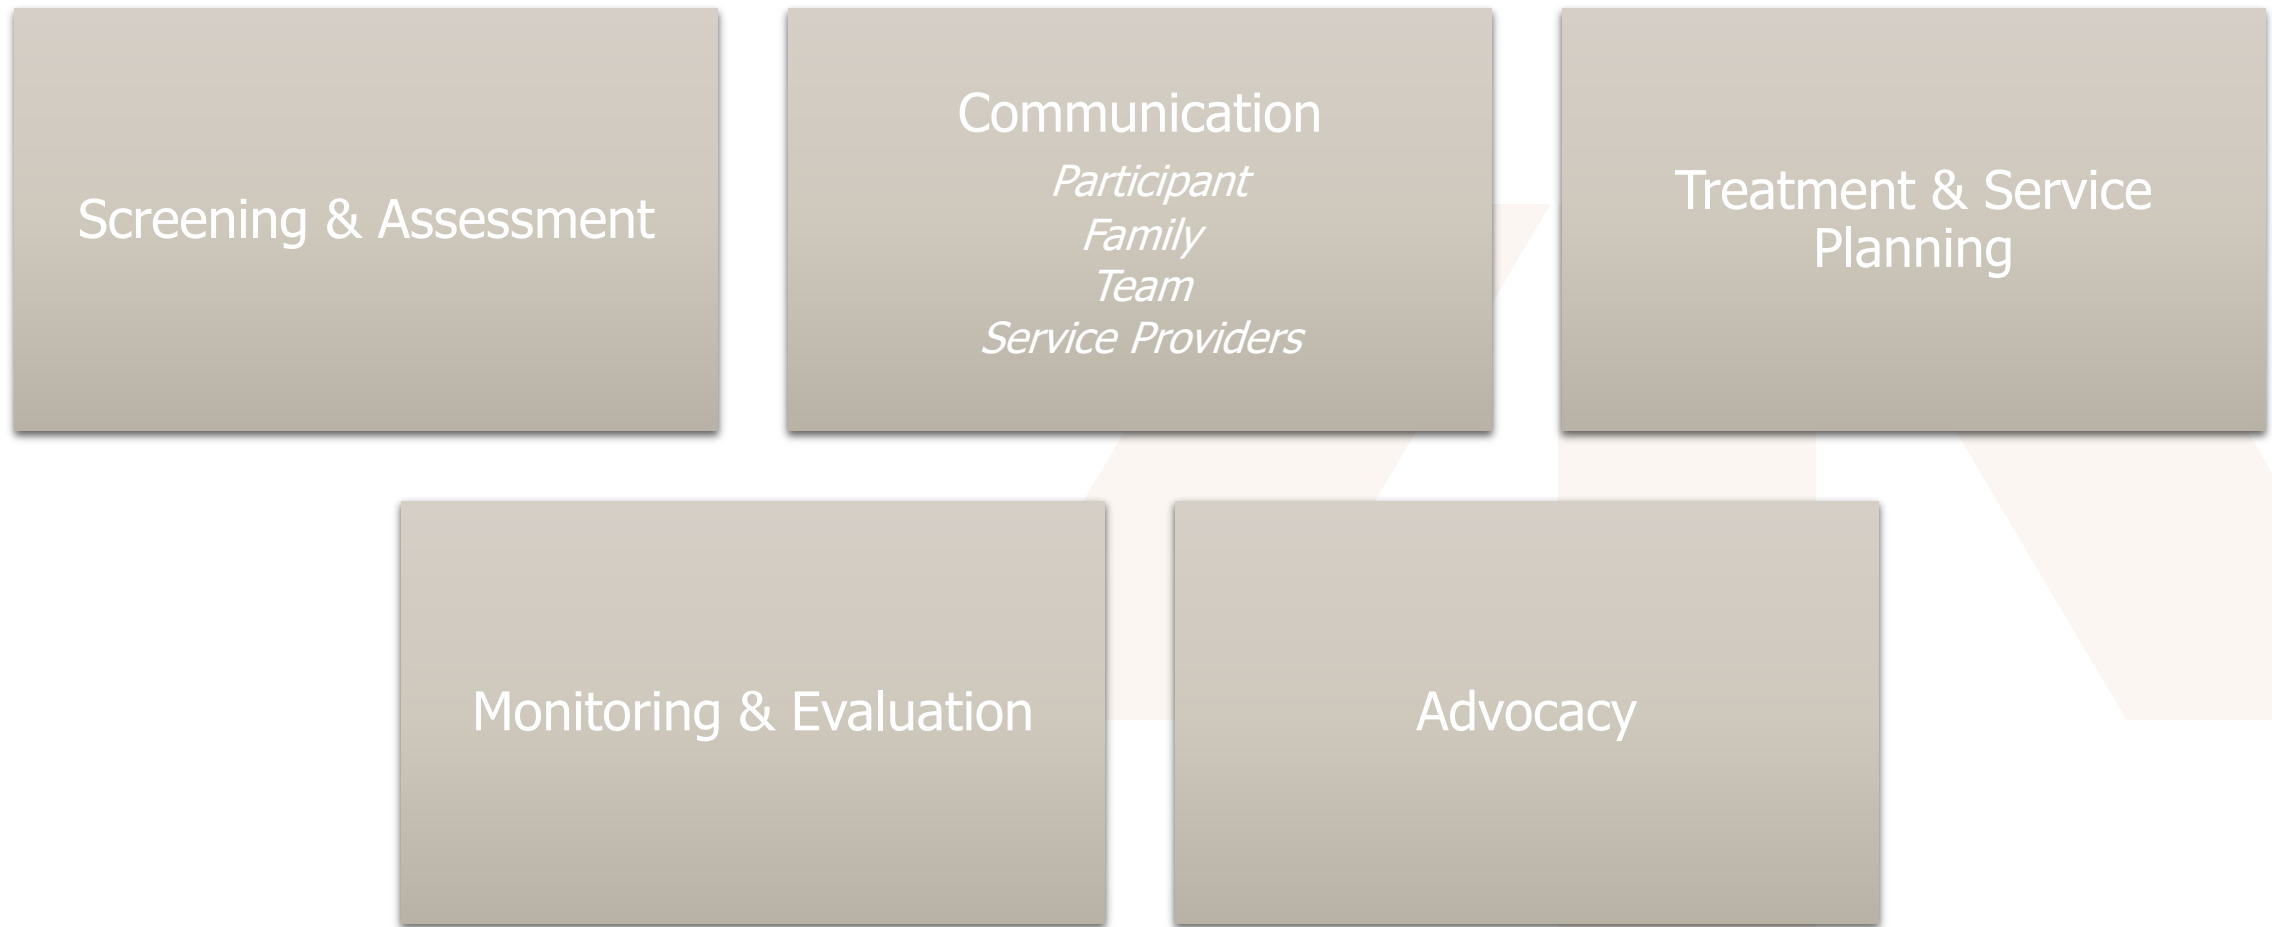 Screening & Assessment
Communication
Participant
Family
Team
Service Providers
Treatment & Service
Planning
Monitoring & Evaluation
Advocacy